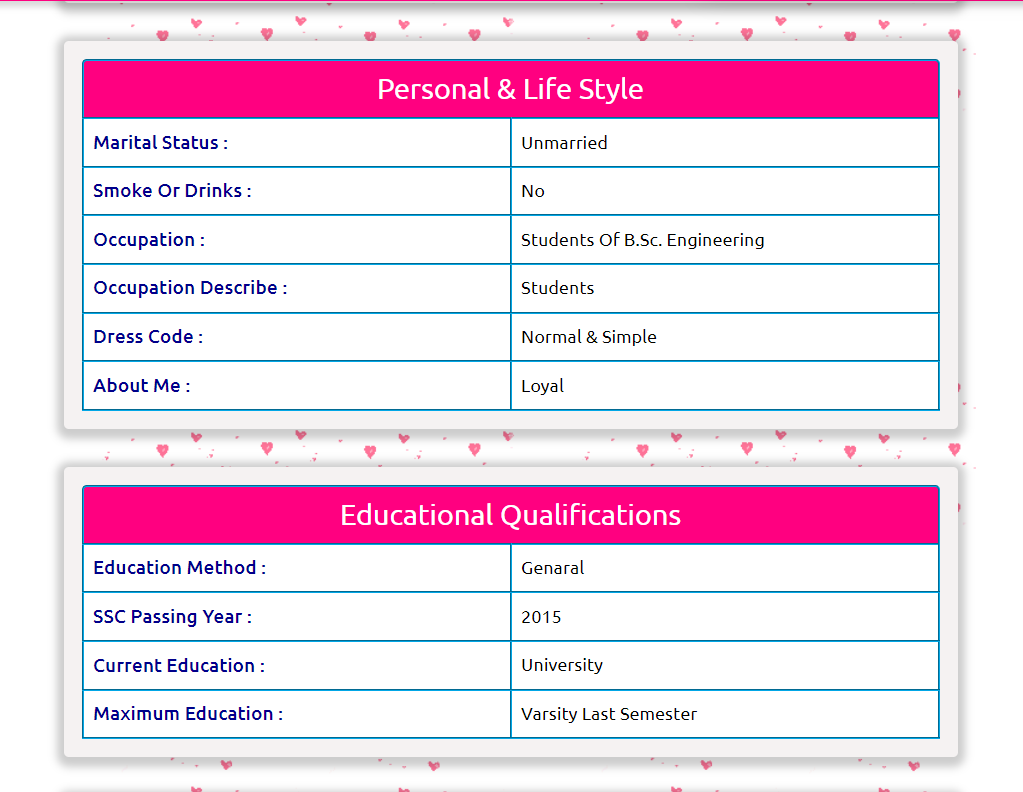 Personal & Life Style
Marital Status : Unmarried
Smoke Or Drinks : No
Occupation : Students Of B.Sc. Engineering
Occupation Describe : Students
Dress Code : Normal & Simple
About Me : Loyal
Educational Qualifications
Education Method : Genaral
SSC Passing Year : 2015
Current Education : University
Maximum Education : Varsity Last Semester